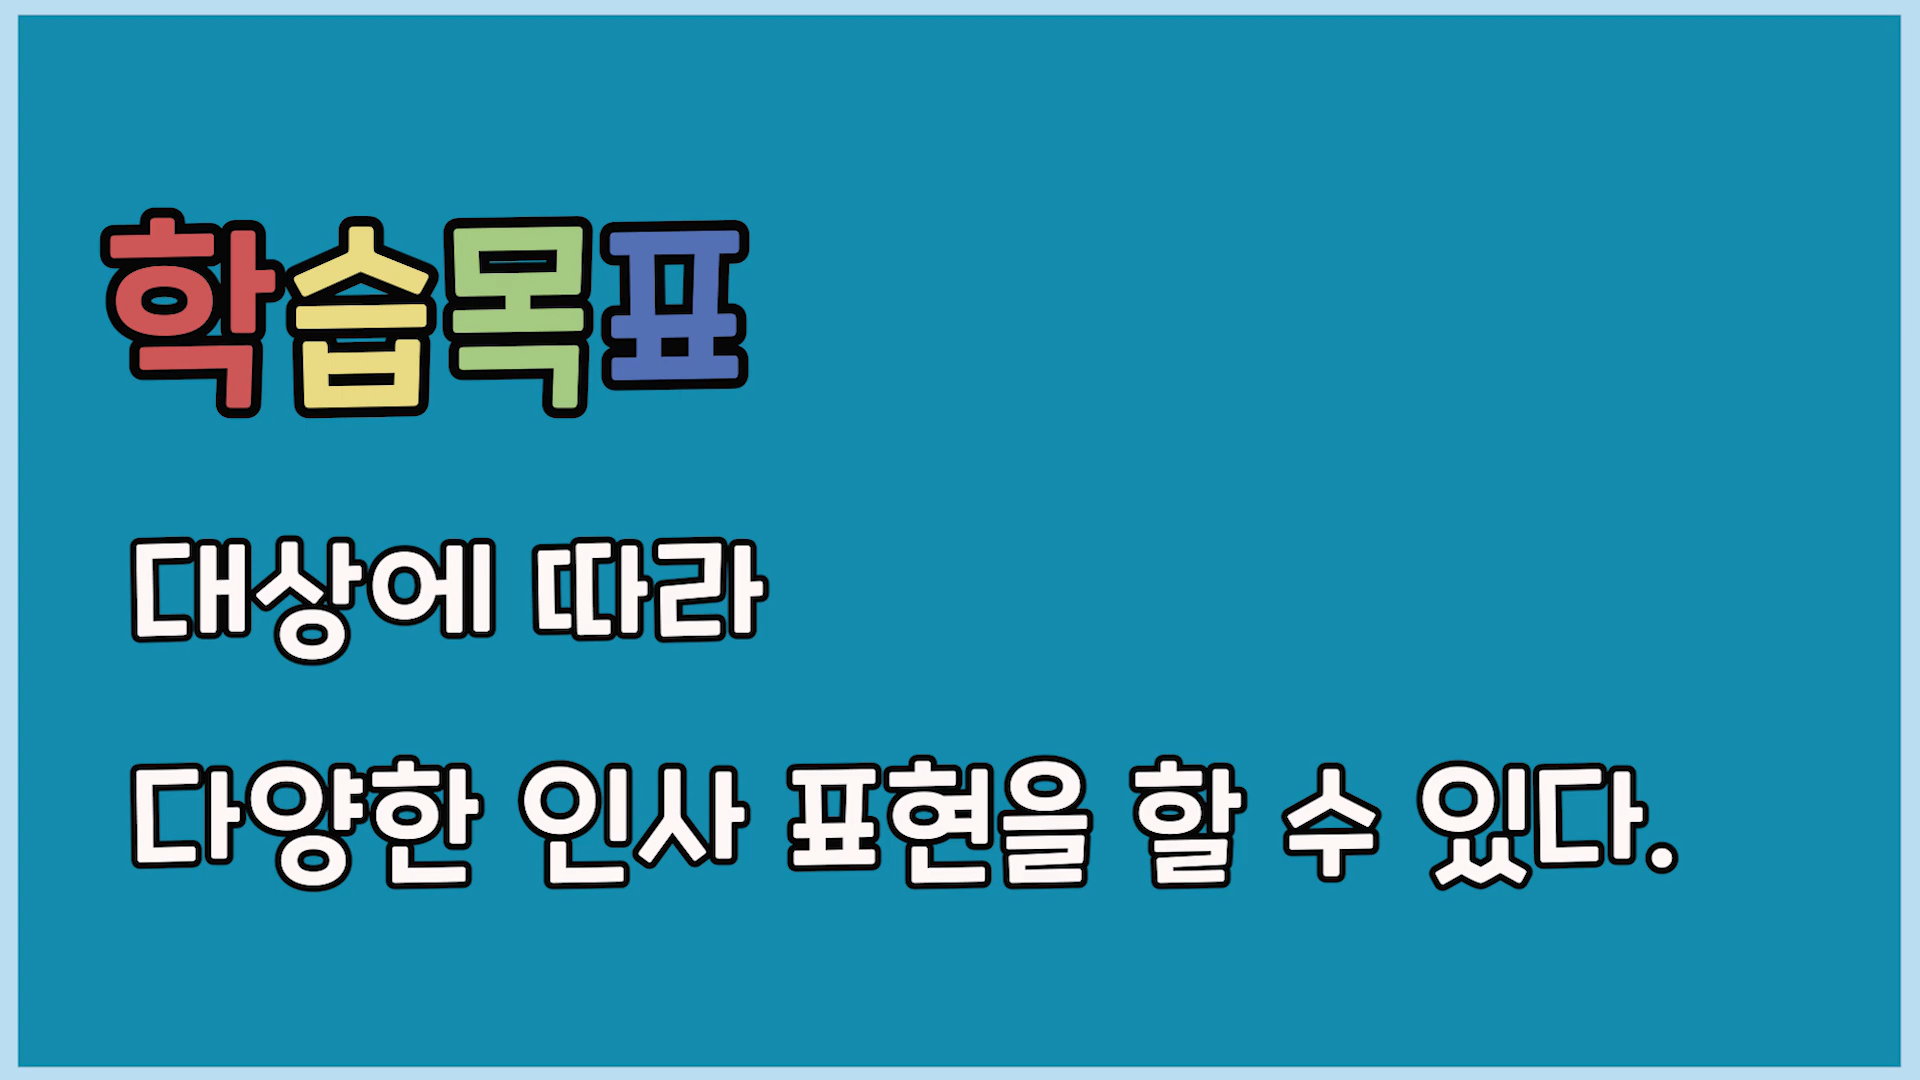 학습목표
대상에 따라
다양한 인사 표현을 할 수 있다.